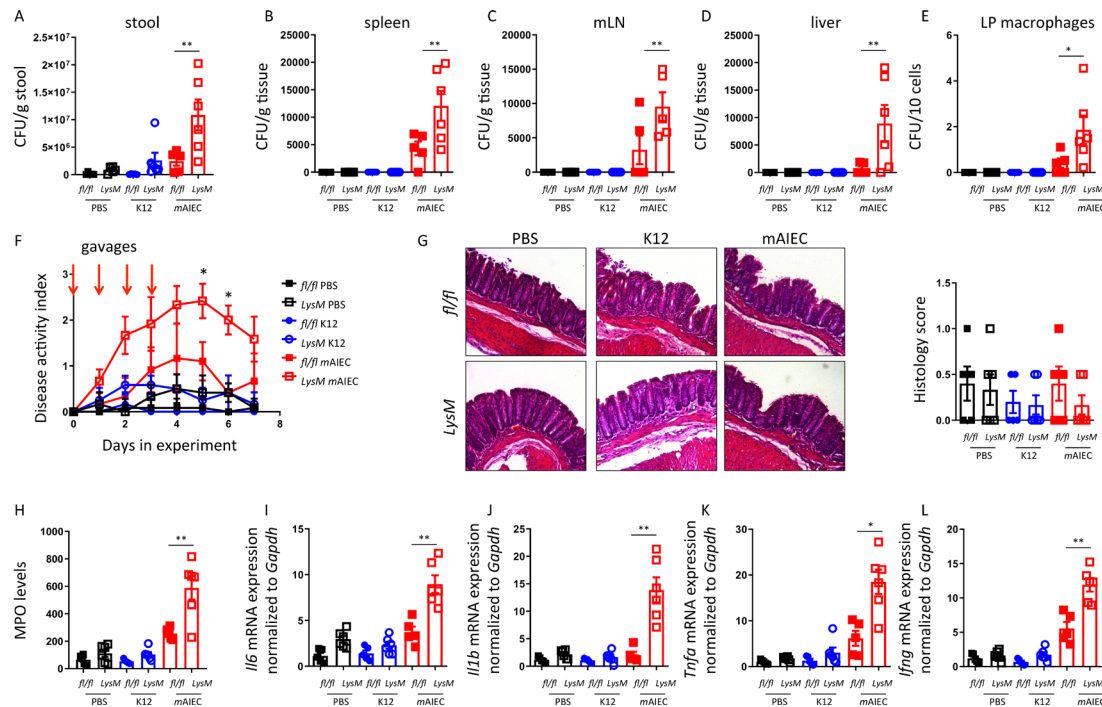 A stool
CFU/g stool
2.5×10⁷
2.0×10⁷
1.5×10⁷
1.0×10⁷
5.0×10⁶
0
**
fl/fl LysM fl/fl LysM fl/fl LysM
PBS K12 mAIEC
B spleen
CFU/g tissue
25000
20000
15000
10000
5000
0
**
fl/fl LysM fl/fl LysM fl/fl LysM
PBS K12 mAIEC
C mLN
CFU/g tissue
25000
20000
15000
10000
5000
0
**
fl/fl LysM fl/fl LysM fl/fl LysM
PBS K12 mAIEC
D liver
CFU/g tissue
25000
20000
15000
10000
5000
0
**
fl/fl LysM fl/fl LysM fl/fl LysM
PBS K12 mAIEC
E LP macrophages
CFU/10 cells
6
4
2
0
*
fl/fl LysM fl/fl LysM fl/fl LysM
PBS K12 mAIEC
F gavages
Disease activity index
3
2
1
0
* *
0 2 4 6 8
Days in experiment
fl/fl PBS
LysM PBS
fl/fl K12
LysM K12
fl/fl mAIEC
LysM mAIEC
G PBS K12 mAIEC
fl/fl
LysM
Histology score
1.5
1.0
0.5
0.0
fl/fl LysM fl/fl LysM fl/fl LysM
PBS K12 mAIEC
H
MPO levels
1000
800
600
400
200
0
**
fl/fl LysM fl/fl LysM fl/fl LysM
PBS K12 mAIEC
I
Il6 mRNA expression
normalized to Gapdh
15
10
5
0
**
fl/fl LysM fl/fl LysM fl/fl LysM
PBS K12 mAIEC
J
Il1b mRNA expression
normalized to Gapdh
25
20
15
10
5
0
**
fl/fl LysM fl/fl LysM fl/fl LysM
PBS K12 mAIEC
K
Tnfa mRNA expression
normalized to Gapdh
30
20
10
0
*
fl/fl LysM fl/fl LysM fl/fl LysM
PBS K12 mAIEC
L
Ifng mRNA expression
normalized to Gapdh
20
15
10
5
0
**
fl/fl LysM fl/fl LysM fl/fl LysM
PBS K12 mAIEC